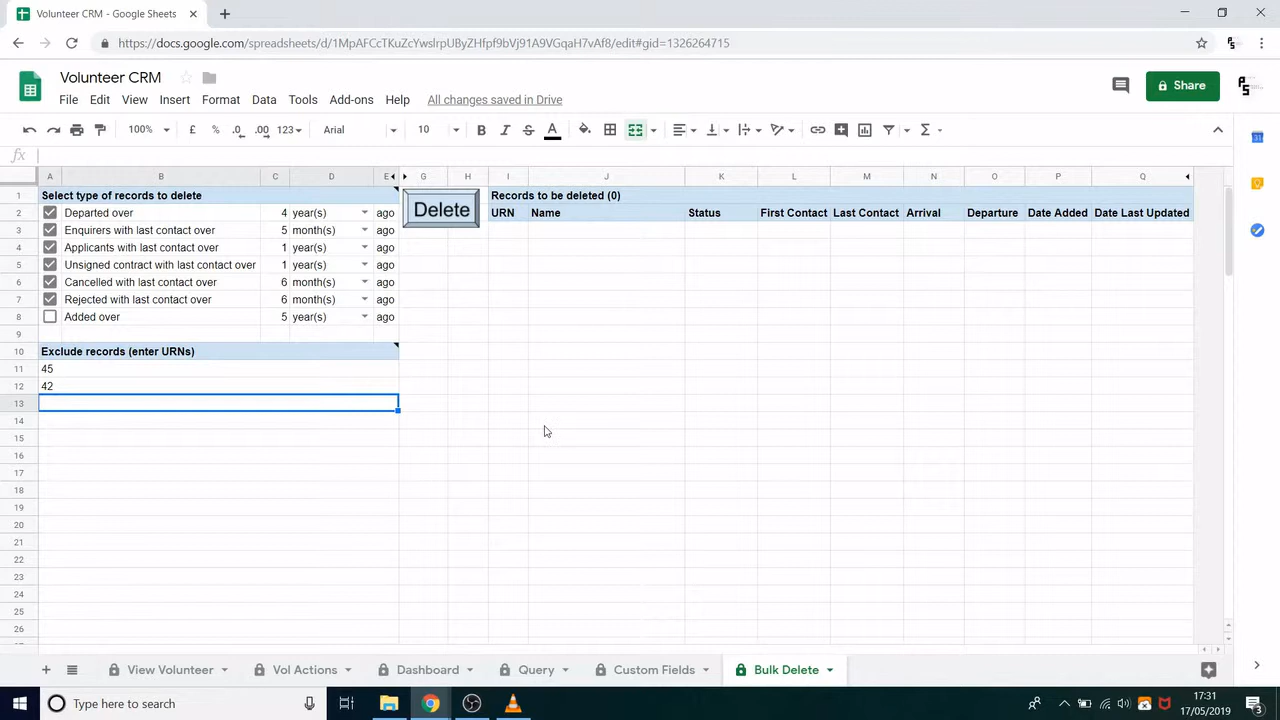 Volunteer CRM - Google Sheets
https://docs.google.com/spreadsheets/d/1MpAFCcTKuZcYwslrpUByZHfpf9bVj91A9VGqaH7vAf8/edit#gid=1326264715
Volunteer CRM
File Edit View Insert Format Data Tools Add-ons Help All changes saved in Drive
Share
100% £ % .0 .00 123 Arial 10 B I S A
fx
A B C D E G H I J K L M N O P Q
1 Select type of records to delete Delete Records to be deleted (0)
2 Departed over 4 year(s) ago URN Name Status First Contact Last Contact Arrival Departure Date Added Date Last Updated
3 Enquirers with last contact over 5 month(s) ago
4 Applicants with last contact over 1 year(s) ago
5 Unsigned contract with last contact over 1 year(s) ago
6 Cancelled with last contact over 6 month(s) ago
7 Rejected with last contact over 6 month(s) ago
8 Added over 5 year(s) ago
9
10 Exclude records (enter URNs)
11 45
12 42
13
14
15
16
17
18
19
20
21
22
23
24
25
26
View Volunteer Vol Actions Dashboard Query Custom Fields Bulk Delete
Type here to search
17:31
17/05/2019
3